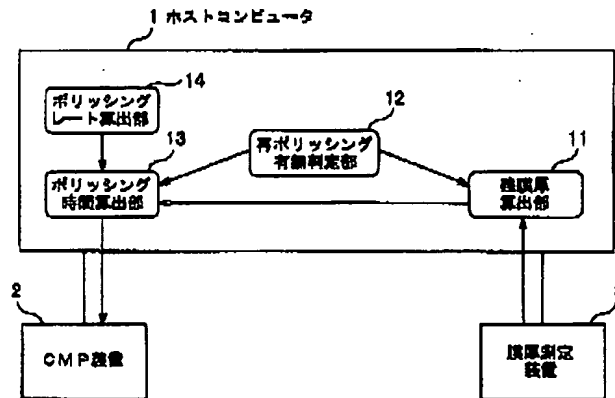 1 ホストコンピュータ
14
ポリッシング
レート算出部
12
再ポリッシング
有無判定部
13
ポリッシング
時間算出部
11
残膜厚
算出部
2
CMP装置
膜厚測定
装置